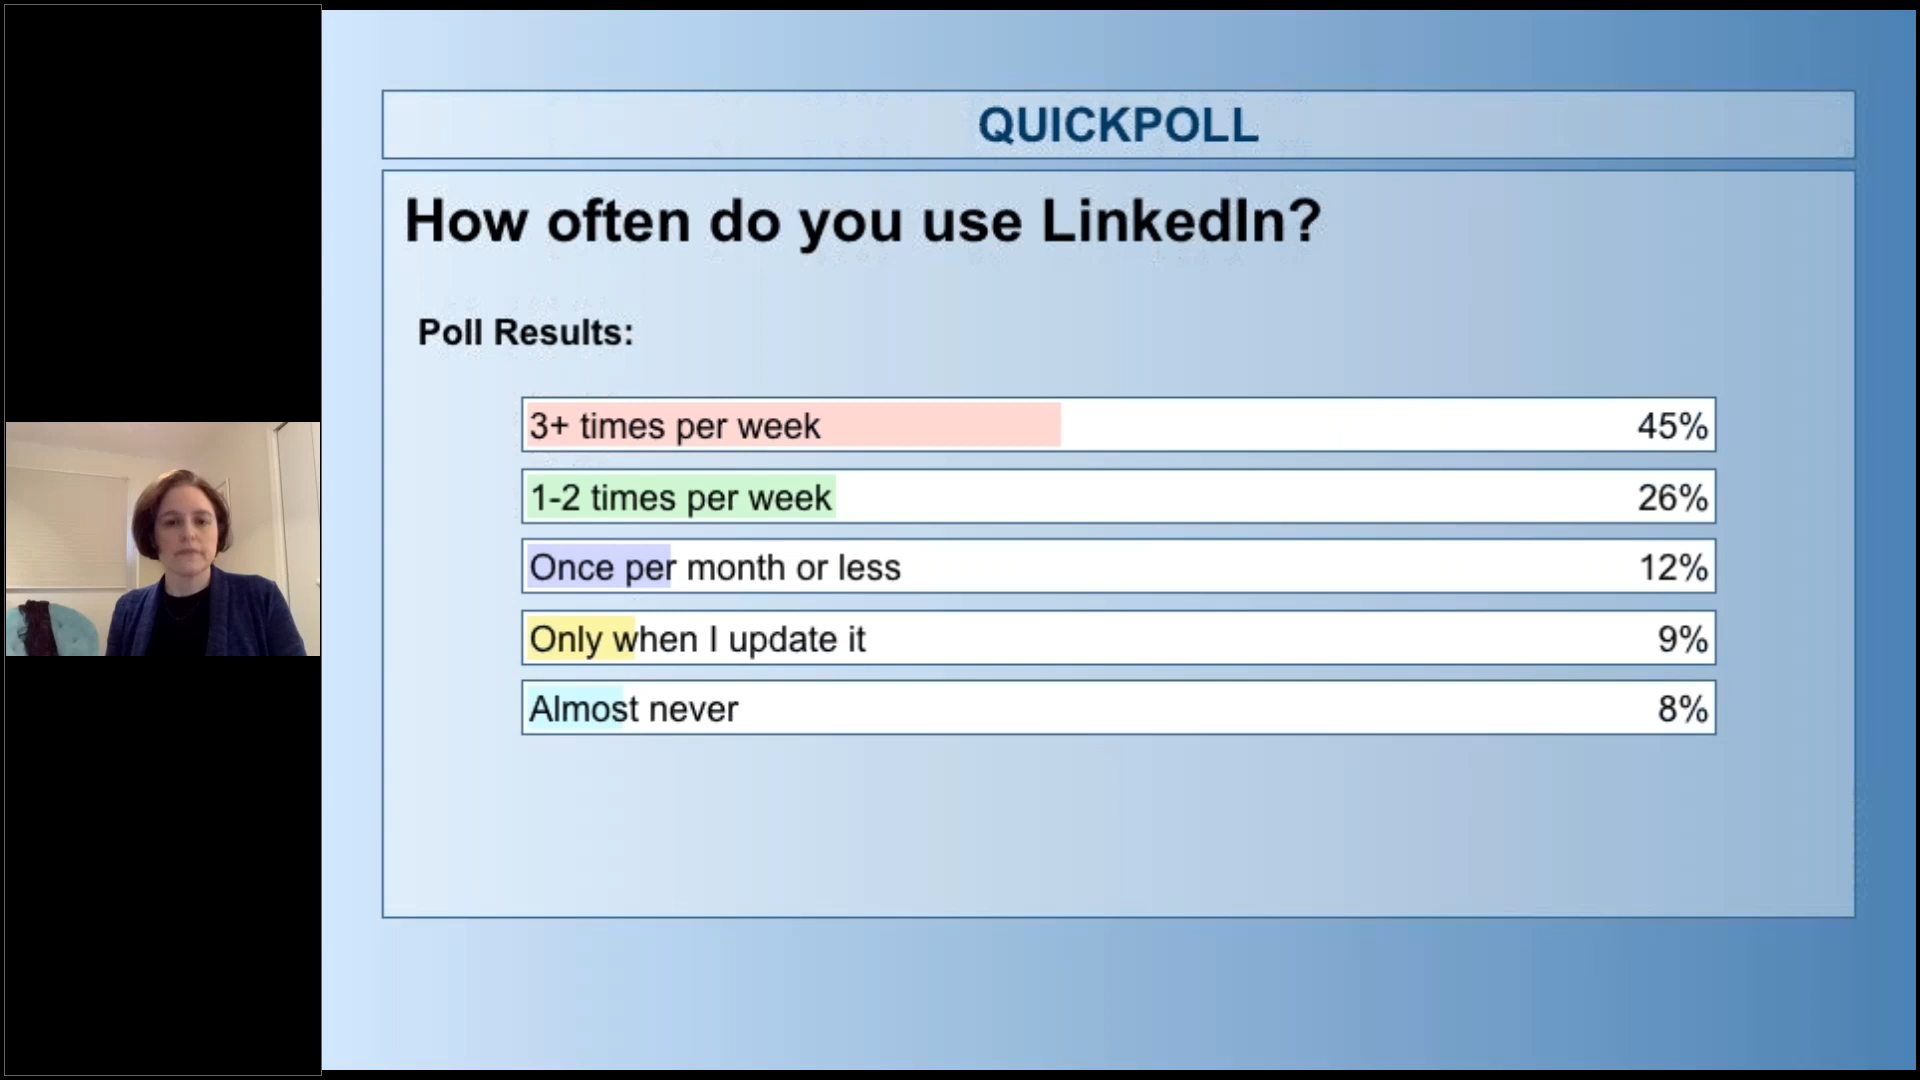 QUICKPOLL
How often do you use LinkedIn?
Poll Results:
3+ times per week 45%
1-2 times per week 26%
Once per month or less 12%
Only when I update it 9%
Almost never 8%